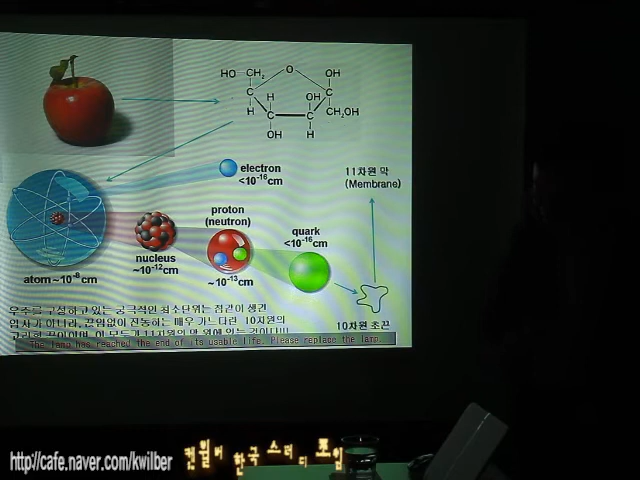 HO CH₂ O OH
C C
H H OH CH₂OH
C C
OH H
electron
<10⁻¹⁶cm
11차원 막
(Membrane)
proton
(neutron)
quark
<10⁻¹⁶cm
nucleus
~10⁻¹²cm
atom~10⁻⁸cm
~10⁻¹³cm
10차원 초끈
우주를 구성하고 있는 궁극적인 최소단위는 점같이 생긴
입자가 아니라, 끊임없이 진동하는 매우 가느다란 10차원의
The lamp has reached the end of its usable life. Please replace the lamp.
http://cafe.naver.com/kwilber
켄윌버 한국 스터디 모임